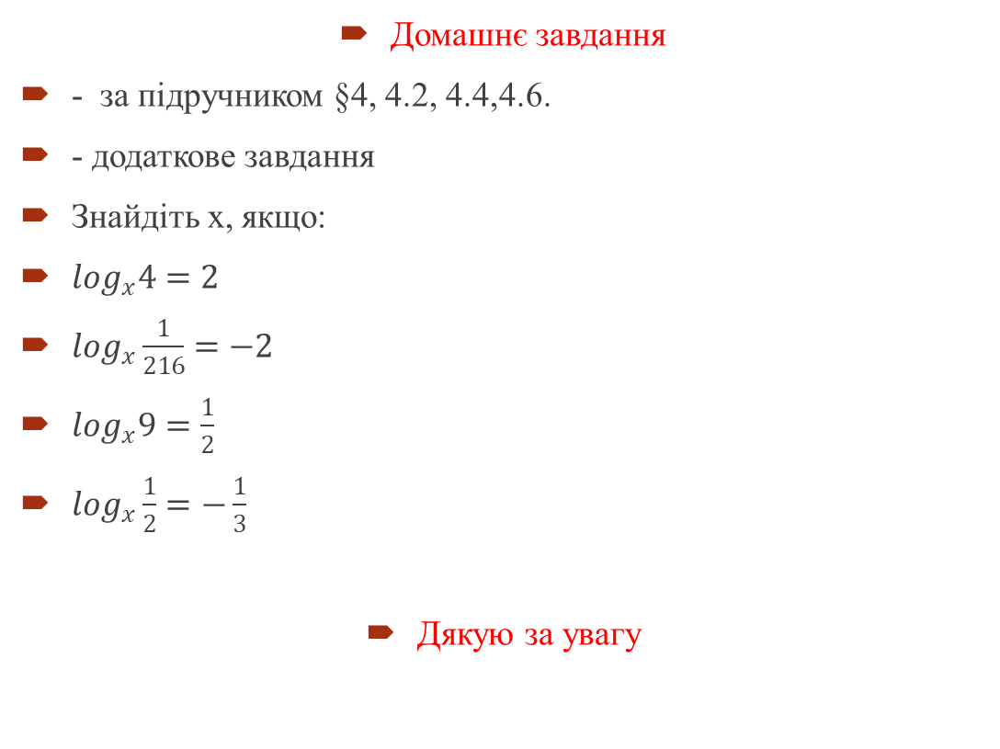 Домашнє завдання
- за підручником §4, 4.2, 4.4,4.6.
- додаткове завдання
Знайдіть х, якщо:
$log_x 4 = 2$
$log_x \frac{1}{216} = -2$
$log_x 9 = \frac{1}{2}$
$log_x \frac{1}{2} = -\frac{1}{3}$
Дякую за увагу